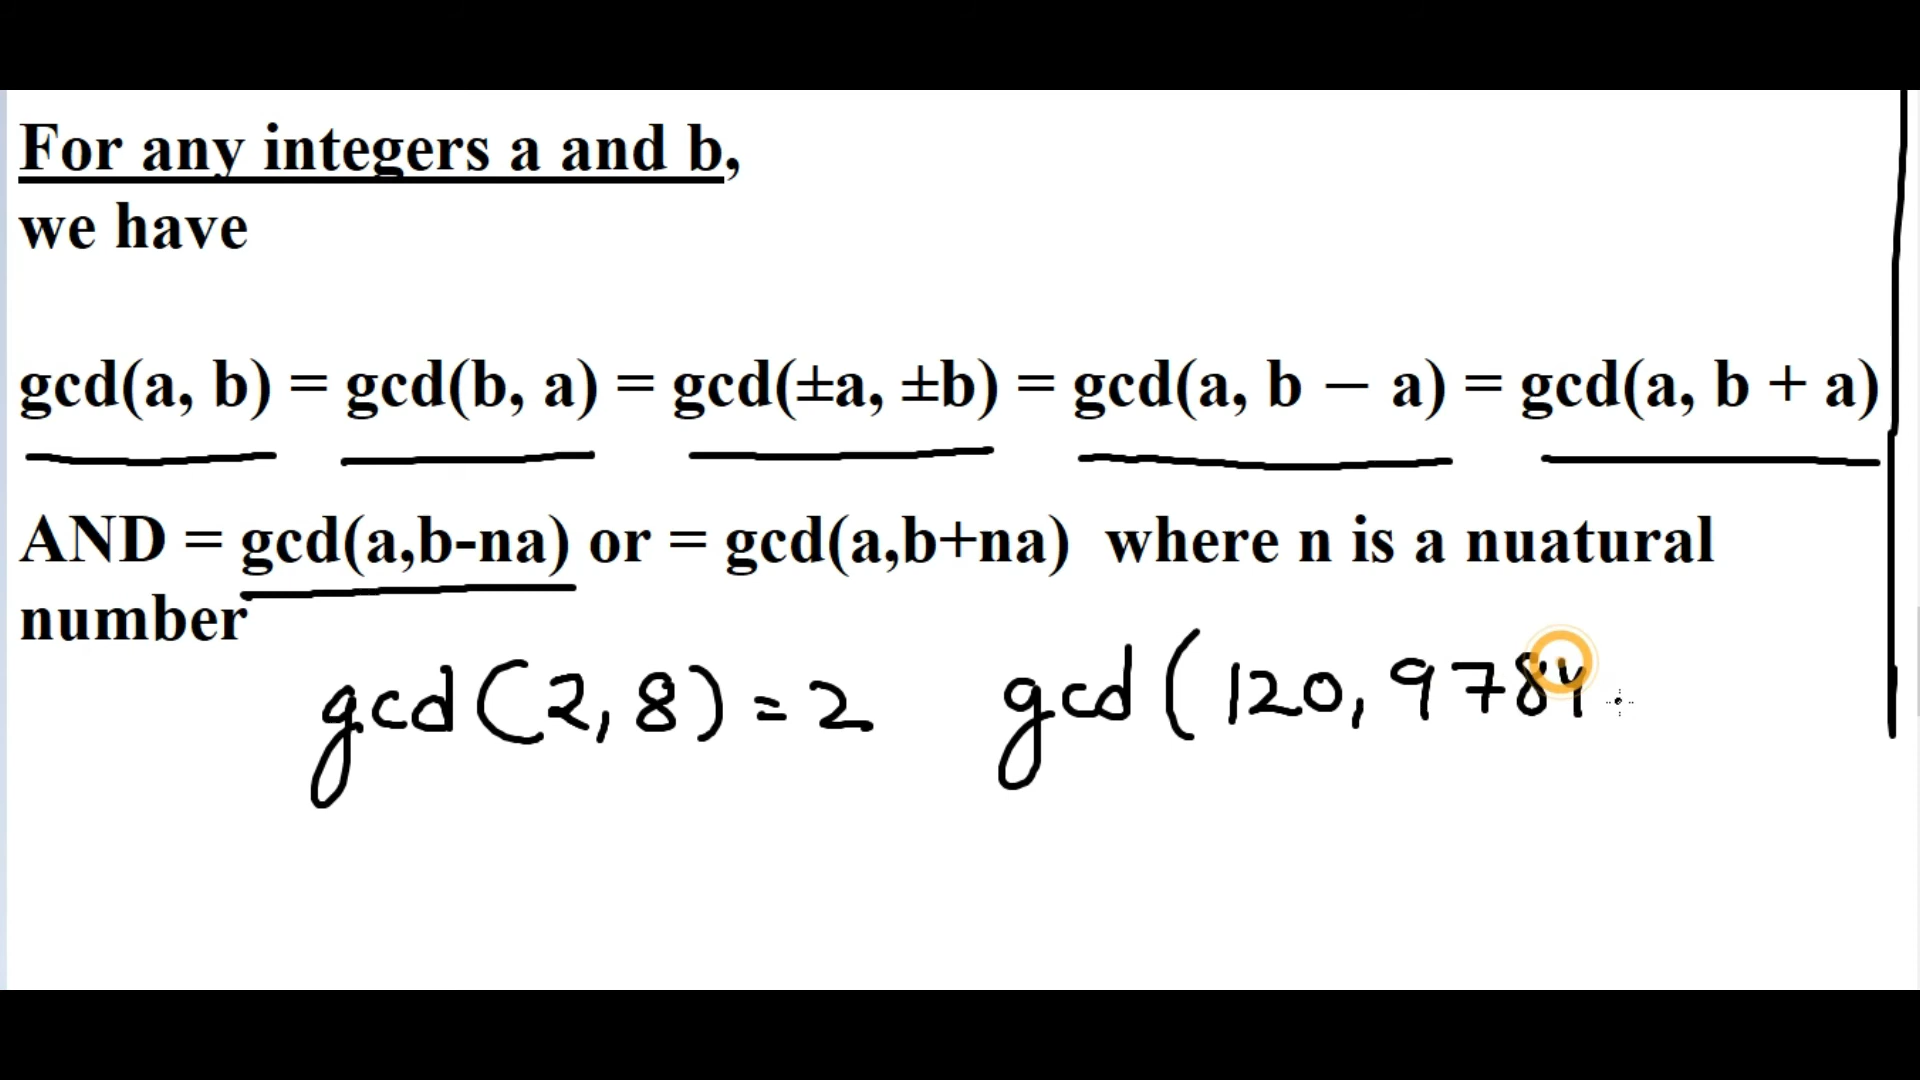 For any integers a and b,
we have
gcd(a, b) = gcd(b, a) = gcd(±a, ±b) = gcd(a, b − a) = gcd(a, b + a)
AND = gcd(a,b-na) or = gcd(a,b+na) where n is a nuatural
number
gcd(2,8)=2 gcd(120,9784